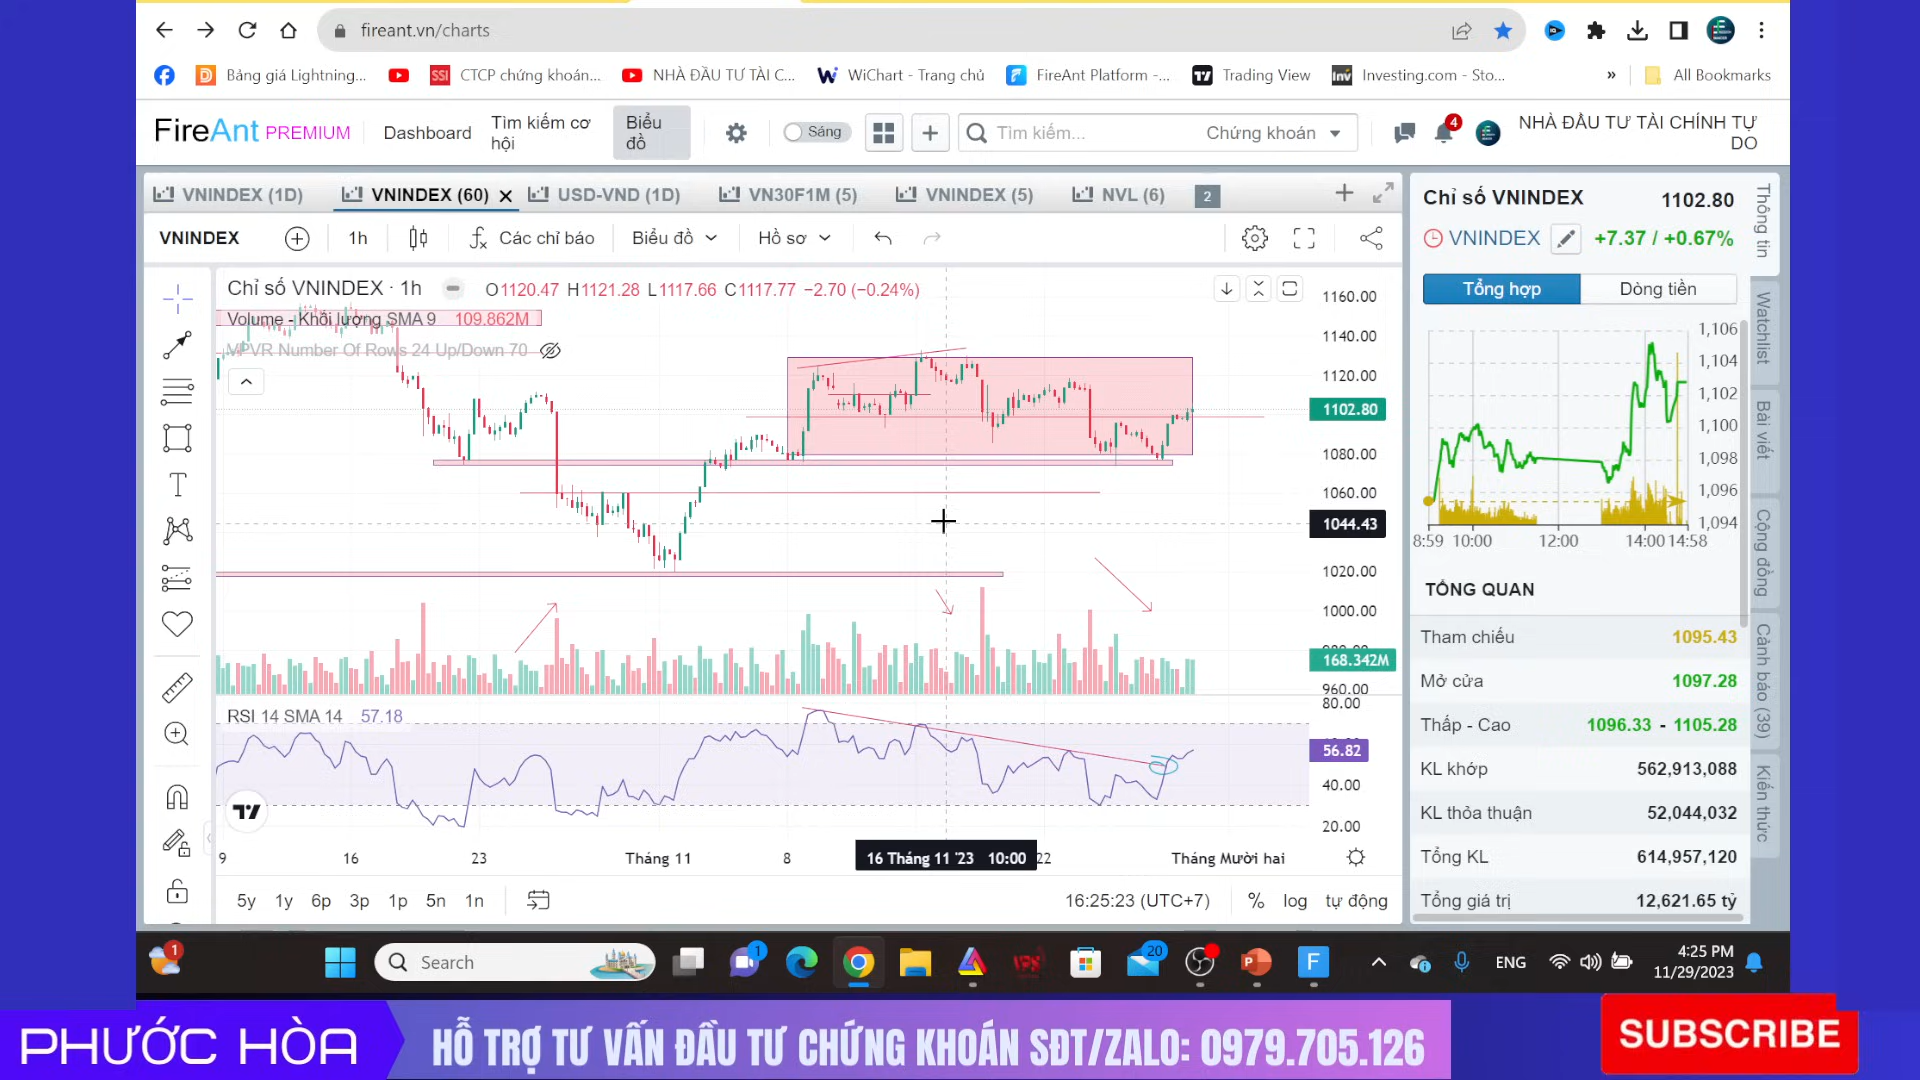 fireant.vn/charts
Bảng giá Lightning... CTCP chứng khoán... NHÀ ĐẦU TƯ TÀI C... WiChart - Trang chủ FireAnt Platform -... Trading View Investing.com - Sto... » All Bookmarks
FireAnt PREMIUM Dashboard Tìm kiếm cơ hội Biểu đồ Sáng Tìm kiếm... Chứng khoán 4 NHÀ ĐẦU TƯ TÀI CHÍNH TỰ DO
VNINDEX (1D) VNINDEX (60) USD-VND (1D) VN30F1M (5) VNINDEX (5) NVL (6) 2
VNINDEX 1h Các chỉ báo Biểu đồ Hồ sơ
Chỉ số VNINDEX · 1h O1120.47 H1121.28 L1117.66 C1117.77 −2.70 (−0.24%)
Volume - Khối lượng SMA 9 109.862M
VPVR Number Of Rows 24 Up/Down 70
1160.00
1140.00
1120.00
1102.80
1080.00
1060.00
1044.43
1020.00
1000.00
168.342M
960.00
RSI 14 SMA 14 57.18
80.00
56.82
40.00
20.00
9 16 23 Tháng 11 8 16 Tháng 11 '23 10:00 22 Tháng Mười hai
5y 1y 6p 3p 1p 5n 1n 16:25:23 (UTC+7) % log tự động
Chỉ số VNINDEX 1102.80
VNINDEX +7.37 / +0.67%
Tổng hợp Dòng tiền
1,106
1,104
1,102
1,100
1,098
1,096
1,094
8:59 10:00 12:00 14:00 14:58
TỔNG QUAN
Tham chiếu 1095.43
Mở cửa 1097.28
Thấp - Cao 1096.33 - 1105.28
KL khớp 562,913,088
KL thỏa thuận 52,044,032
Tổng KL 614,957,120
Tổng giá trị 12,621.65 tỷ
Thông tin
Watchlist
Bài viết
Cộng đồng
Cảnh báo (39)
Kiến thức
1 Search 1 20 ENG 4:25 PM
11/29/2023
PHƯỚC HÒA HỖ TRỢ TƯ VẤN ĐẦU TƯ CHỨNG KHOÁN SĐT/ZALO: 0979.705.126 SUBSCRIBE